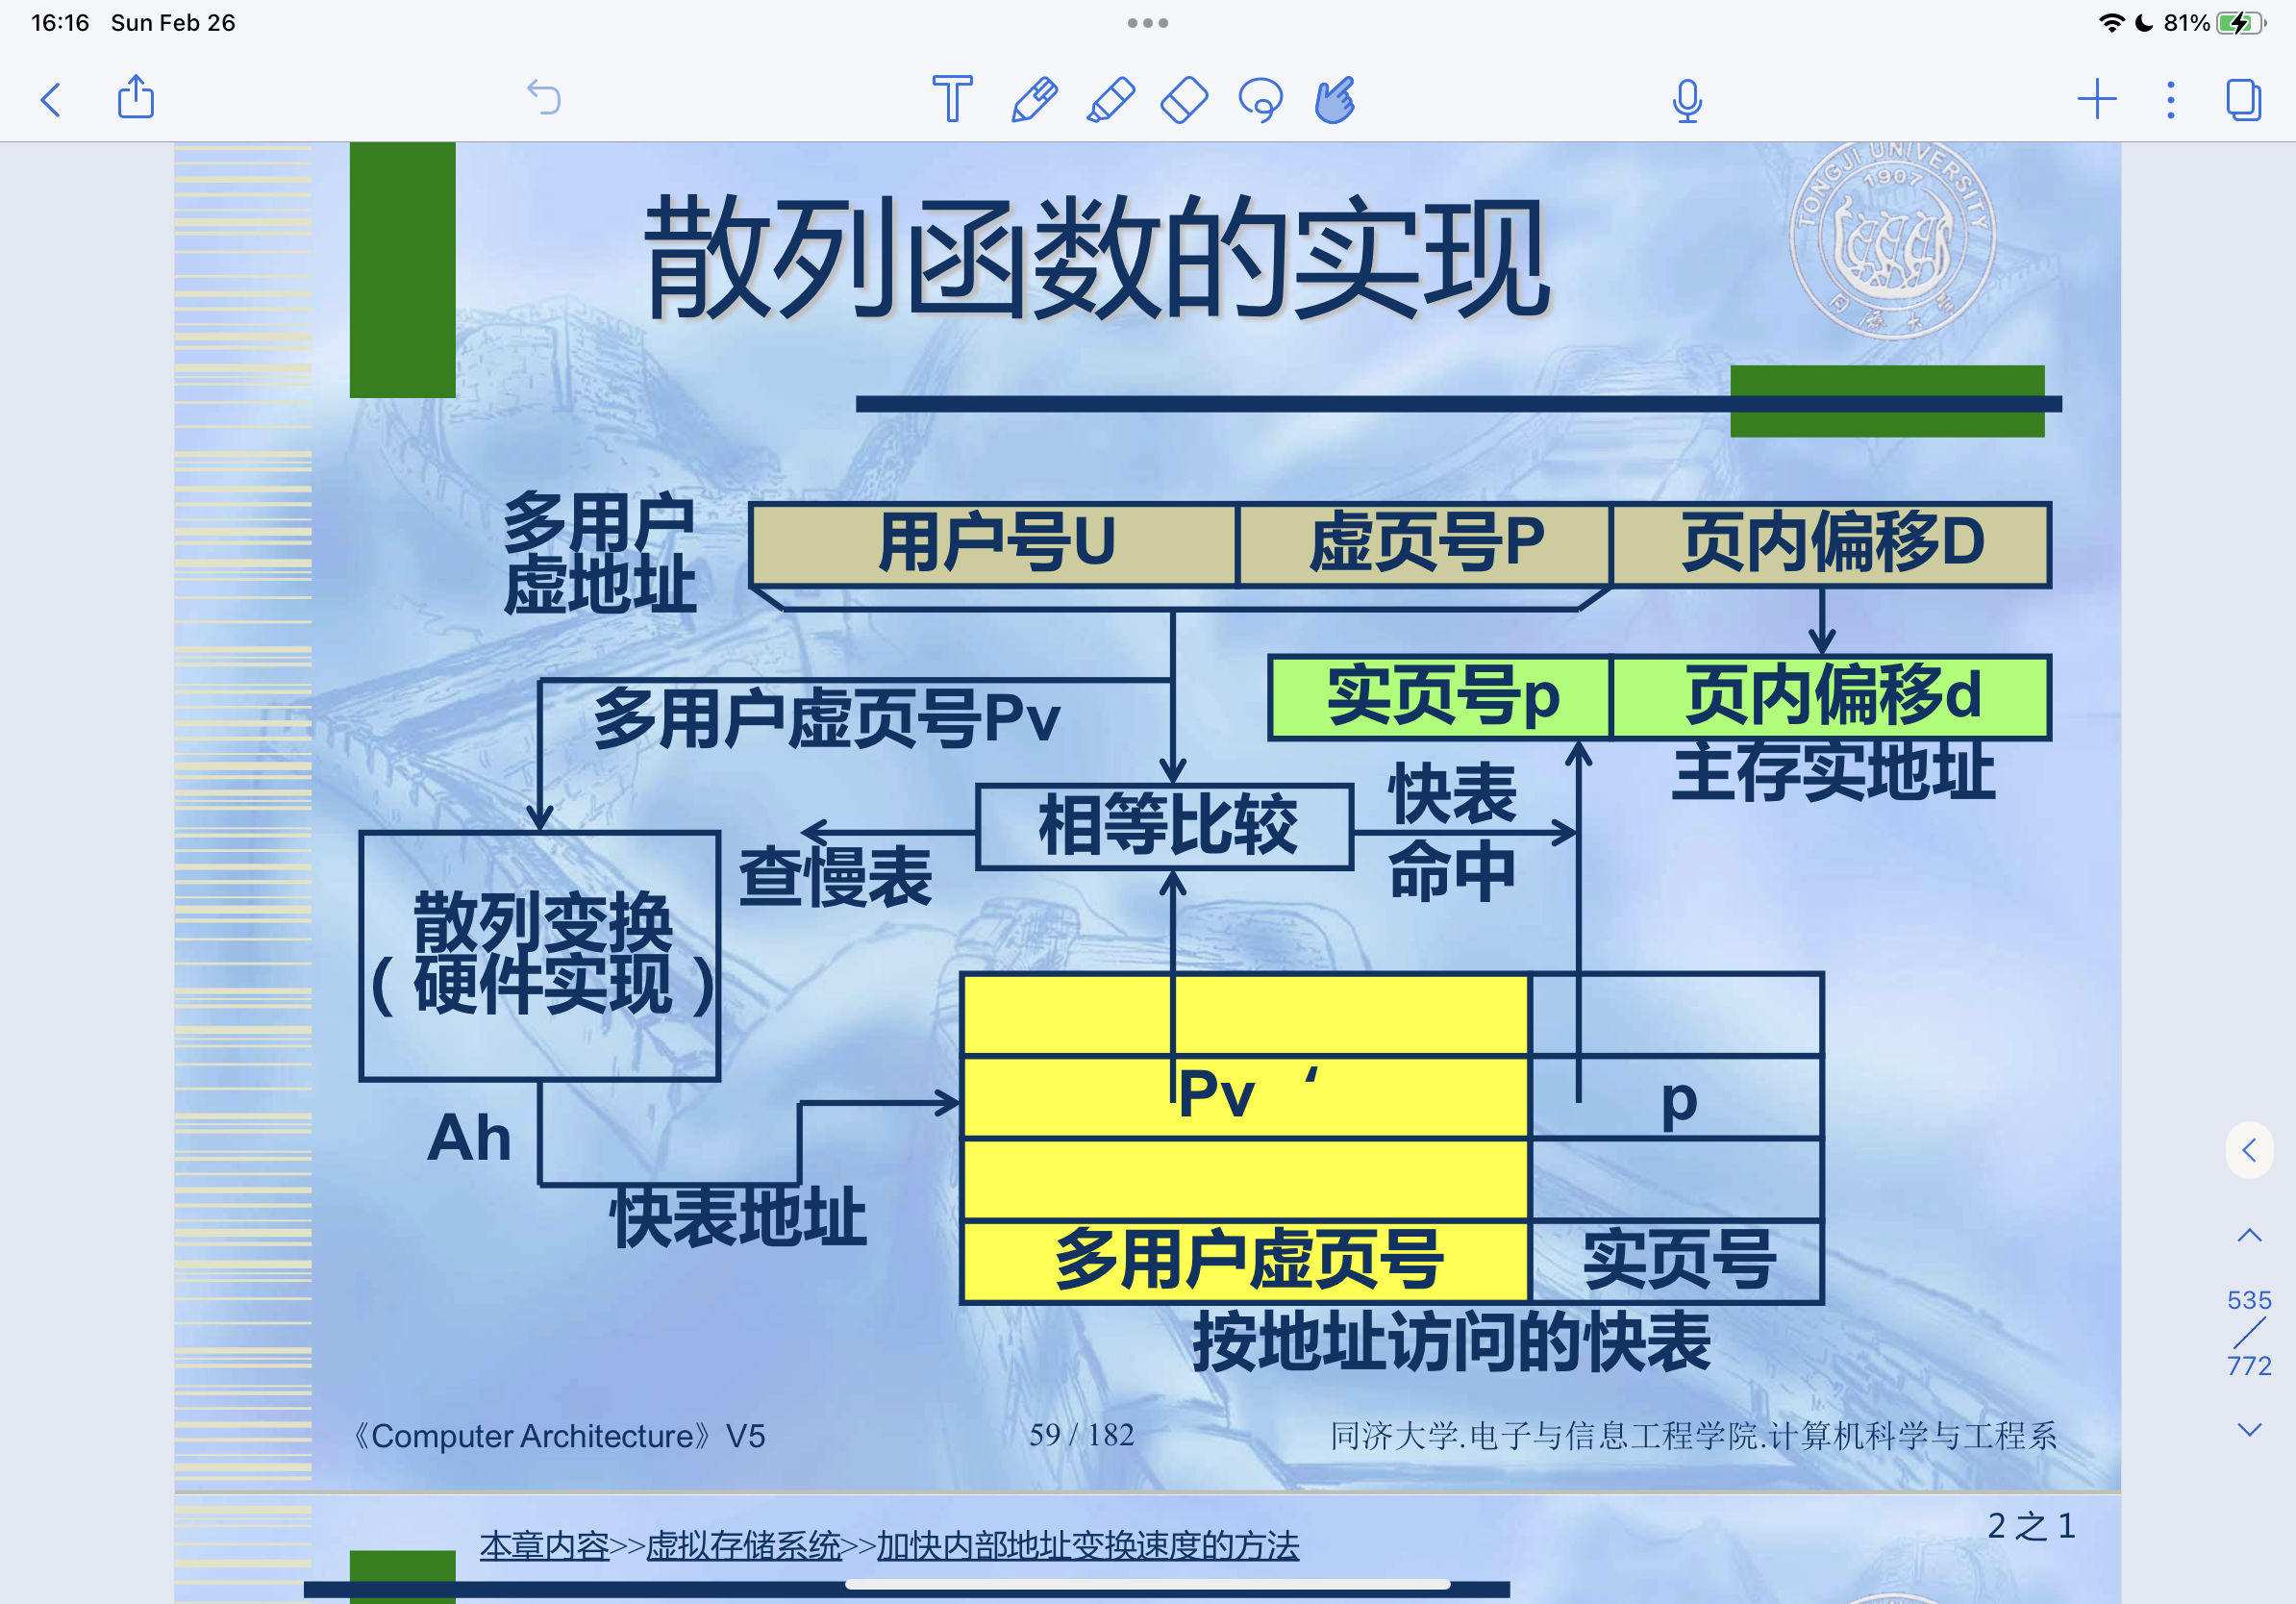 16:16 Sun Feb 26
81%
TONGJI UNIVERSITY
1907
同济大学
散列函数的实现
多用户
虚地址
用户号U
虚页号P
页内偏移D
实页号p
页内偏移d
主存实地址
多用户虚页号Pv
相等比较
快表
命中
查慢表
散列变换
（硬件实现）
Pv ‘
p
Ah
快表地址
多用户虚页号
实页号
按地址访问的快表
《Computer Architecture》V5
59 / 182
同济大学.电子与信息工程学院.计算机科学与工程系
535
772
2 之 1
本章内容>>虚拟存储系统>>加快内部地址变换速度的方法